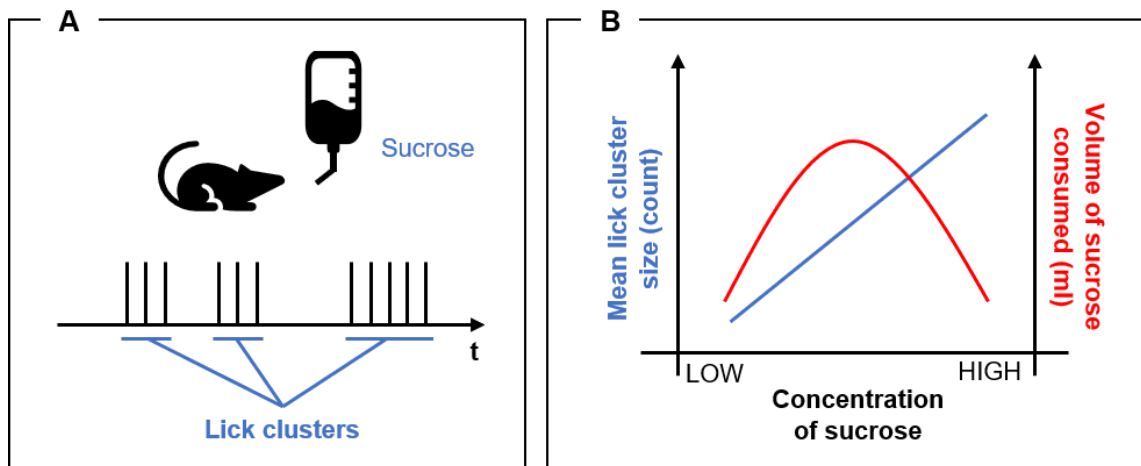 A
Sucrose
t
Lick clusters
B
Mean lick cluster
size (count)
Volume of sucrose
consumed (ml)
LOW
HIGH
Concentration
of sucrose